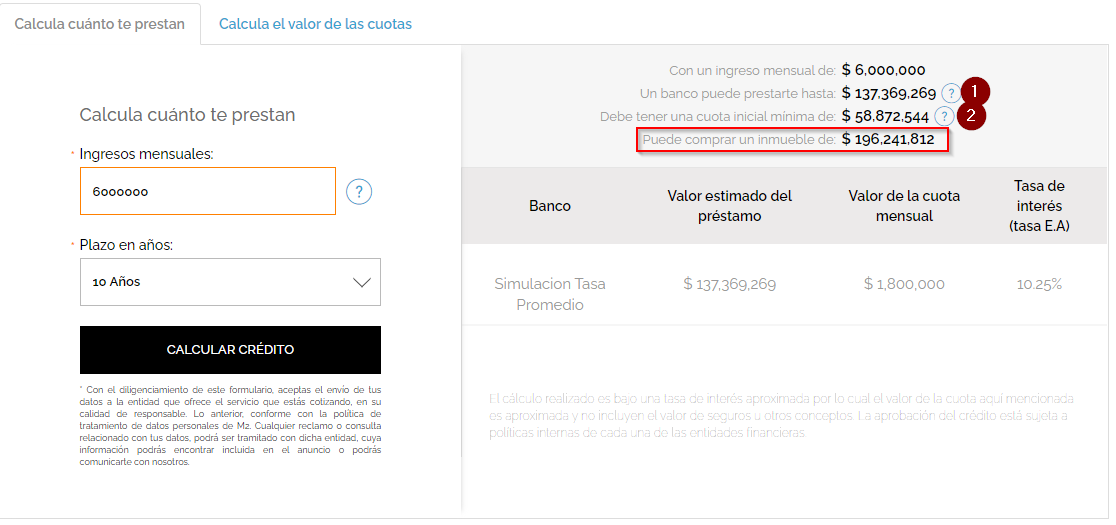 Calcula cuánto te prestan
Calcula el valor de las cuotas
Calcula cuánto te prestan
* Ingresos mensuales:
6000000
?
* Plazo en años:
10 Años
CALCULAR CRÉDITO
* Con el diligenciamiento de este formulario, aceptas el envío de tus
datos a la entidad que ofrece el servicio que estás cotizando, en su
calidad de responsable. Lo anterior, conforme con la política de
tratamiento de datos personales de M2. Cualquier reclamo o consulta
relacionado con tus datos, podrá ser tramitado con dicha entidad, cuya
información podrás encontrar incluida en el anuncio o podrás
comunicarte con nosotros.
Con un ingreso mensual de: $ 6,000,000
Un banco puede prestarte hasta: $ 137,369,269 ? 1
Debe tener una cuota inicial mínima de: $ 58,872,544 ? 2
Puede comprar un inmueble de: $ 196,241,812
Banco
Valor estimado del
préstamo
Valor de la cuota
mensual
Tasa de
interés
(tasa E.A)
Simulacion Tasa
Promedio
$ 137,369,269
$ 1,800,000
10.25%
El cálculo realizado es bajo una tasa de interés aproximada por lo cual el valor de la cuota aquí mencionada
es aproximada y no incluyen el valor de seguros u otros conceptos. La aprobación del crédito está sujeta a
políticas internas de cada una de las entidades financieras